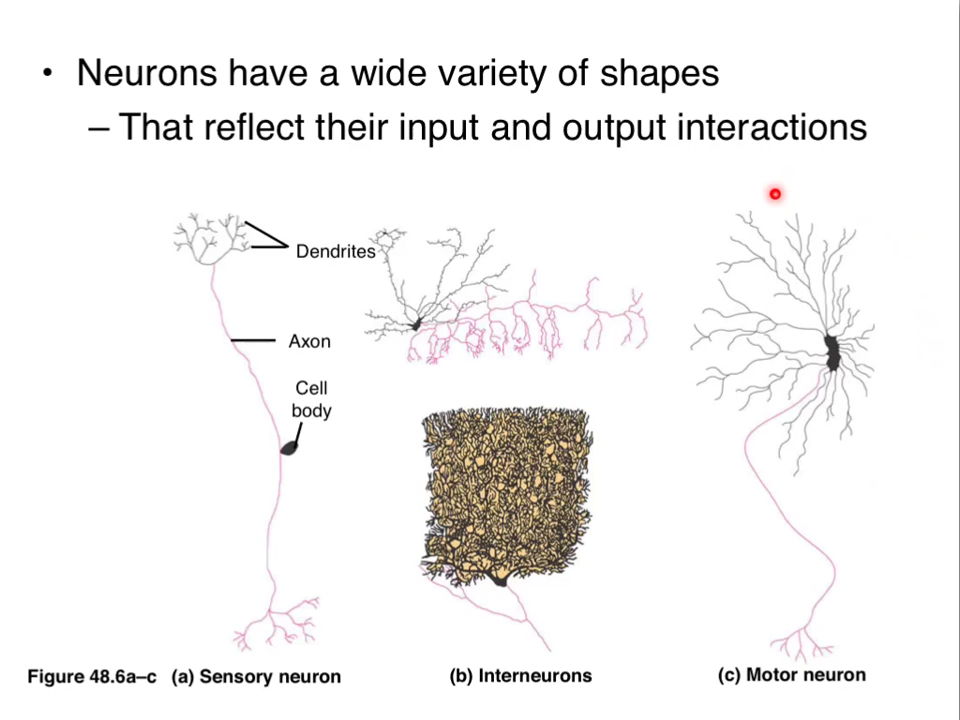 • Neurons have a wide variety of shapes
– That reflect their input and output interactions
Dendrites
Axon
Cell
body
Figure 48.6a–c (a) Sensory neuron
(b) Interneurons
(c) Motor neuron